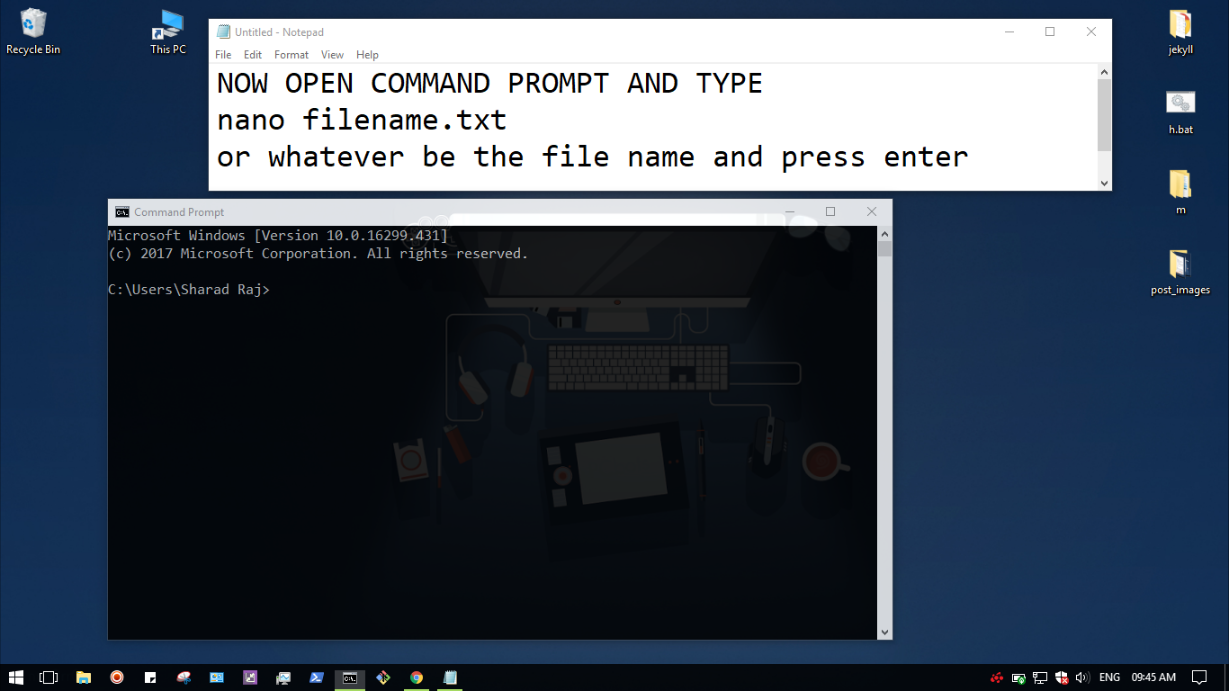 Recycle Bin
This PC
Untitled - Notepad
File Edit Format View Help
NOW OPEN COMMAND PROMPT AND TYPE
nano filename.txt
or whatever be the file name and press enter
jekyll
h.bat
m
post_images
Command Prompt
Microsoft Windows [Version 10.0.16299.431]
(c) 2017 Microsoft Corporation. All rights reserved.
C:\Users\Sharad Raj>
ENG 09:45 AM